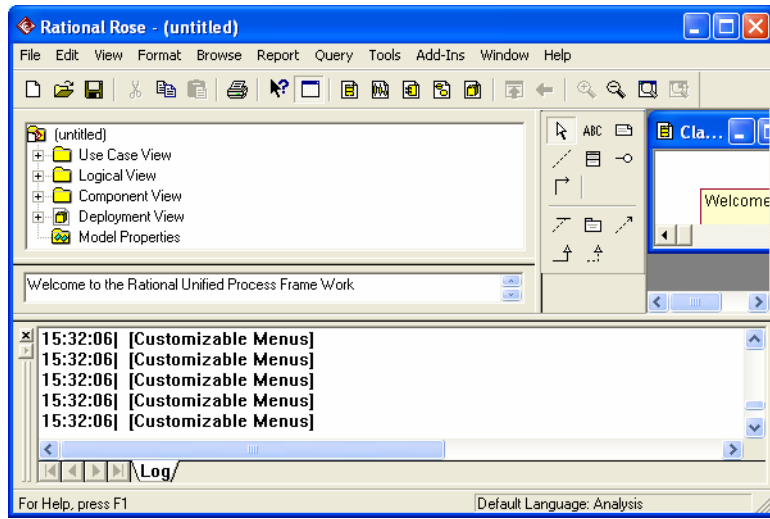 Rational Rose - (untitled)
File Edit View Format Browse Report Query Tools Add-Ins Window Help
(untitled)
Use Case View
Logical View
Component View
Deployment View
Model Properties
ABC
Cla...
Welcome
Welcome to the Rational Unified Process Frame Work
15:32:06| [Customizable Menus]
15:32:06| [Customizable Menus]
15:32:06| [Customizable Menus]
15:32:06| [Customizable Menus]
15:32:06| [Customizable Menus]
Log
For Help, press F1 Default Language: Analysis